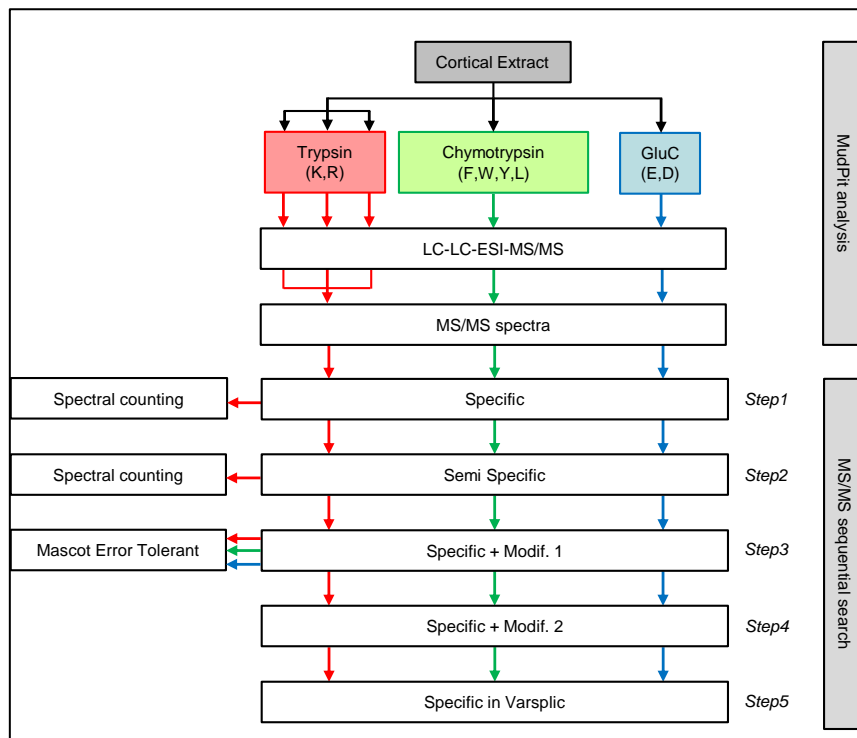 Cortical Extract
Trypsin
(K,R)
Chymotrypsin
(F,W,Y,L)
GluC
(E,D)
LC-LC-ESI-MS/MS
MS/MS spectra
MudPit analysis
Spectral counting
Specific
Step1
Spectral counting
Semi Specific
Step2
Mascot Error Tolerant
Specific + Modif. 1
Step3
Specific + Modif. 2
Step4
Specific in Varsplic
Step5
MS/MS sequential search